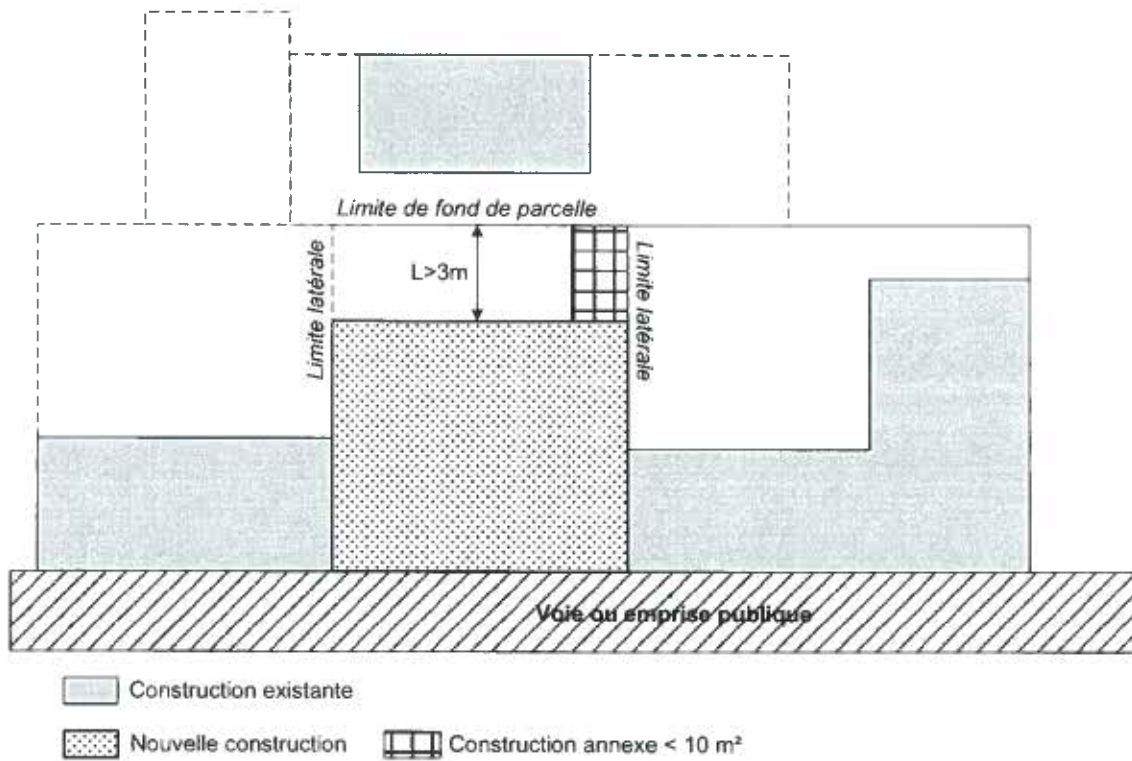 Limite de fond de parcelle
Limite latérale
L>3m
Limite latérale
Voie ou emprise publique
Construction existante
Nouvelle construction
Construction annexe < 10 m²